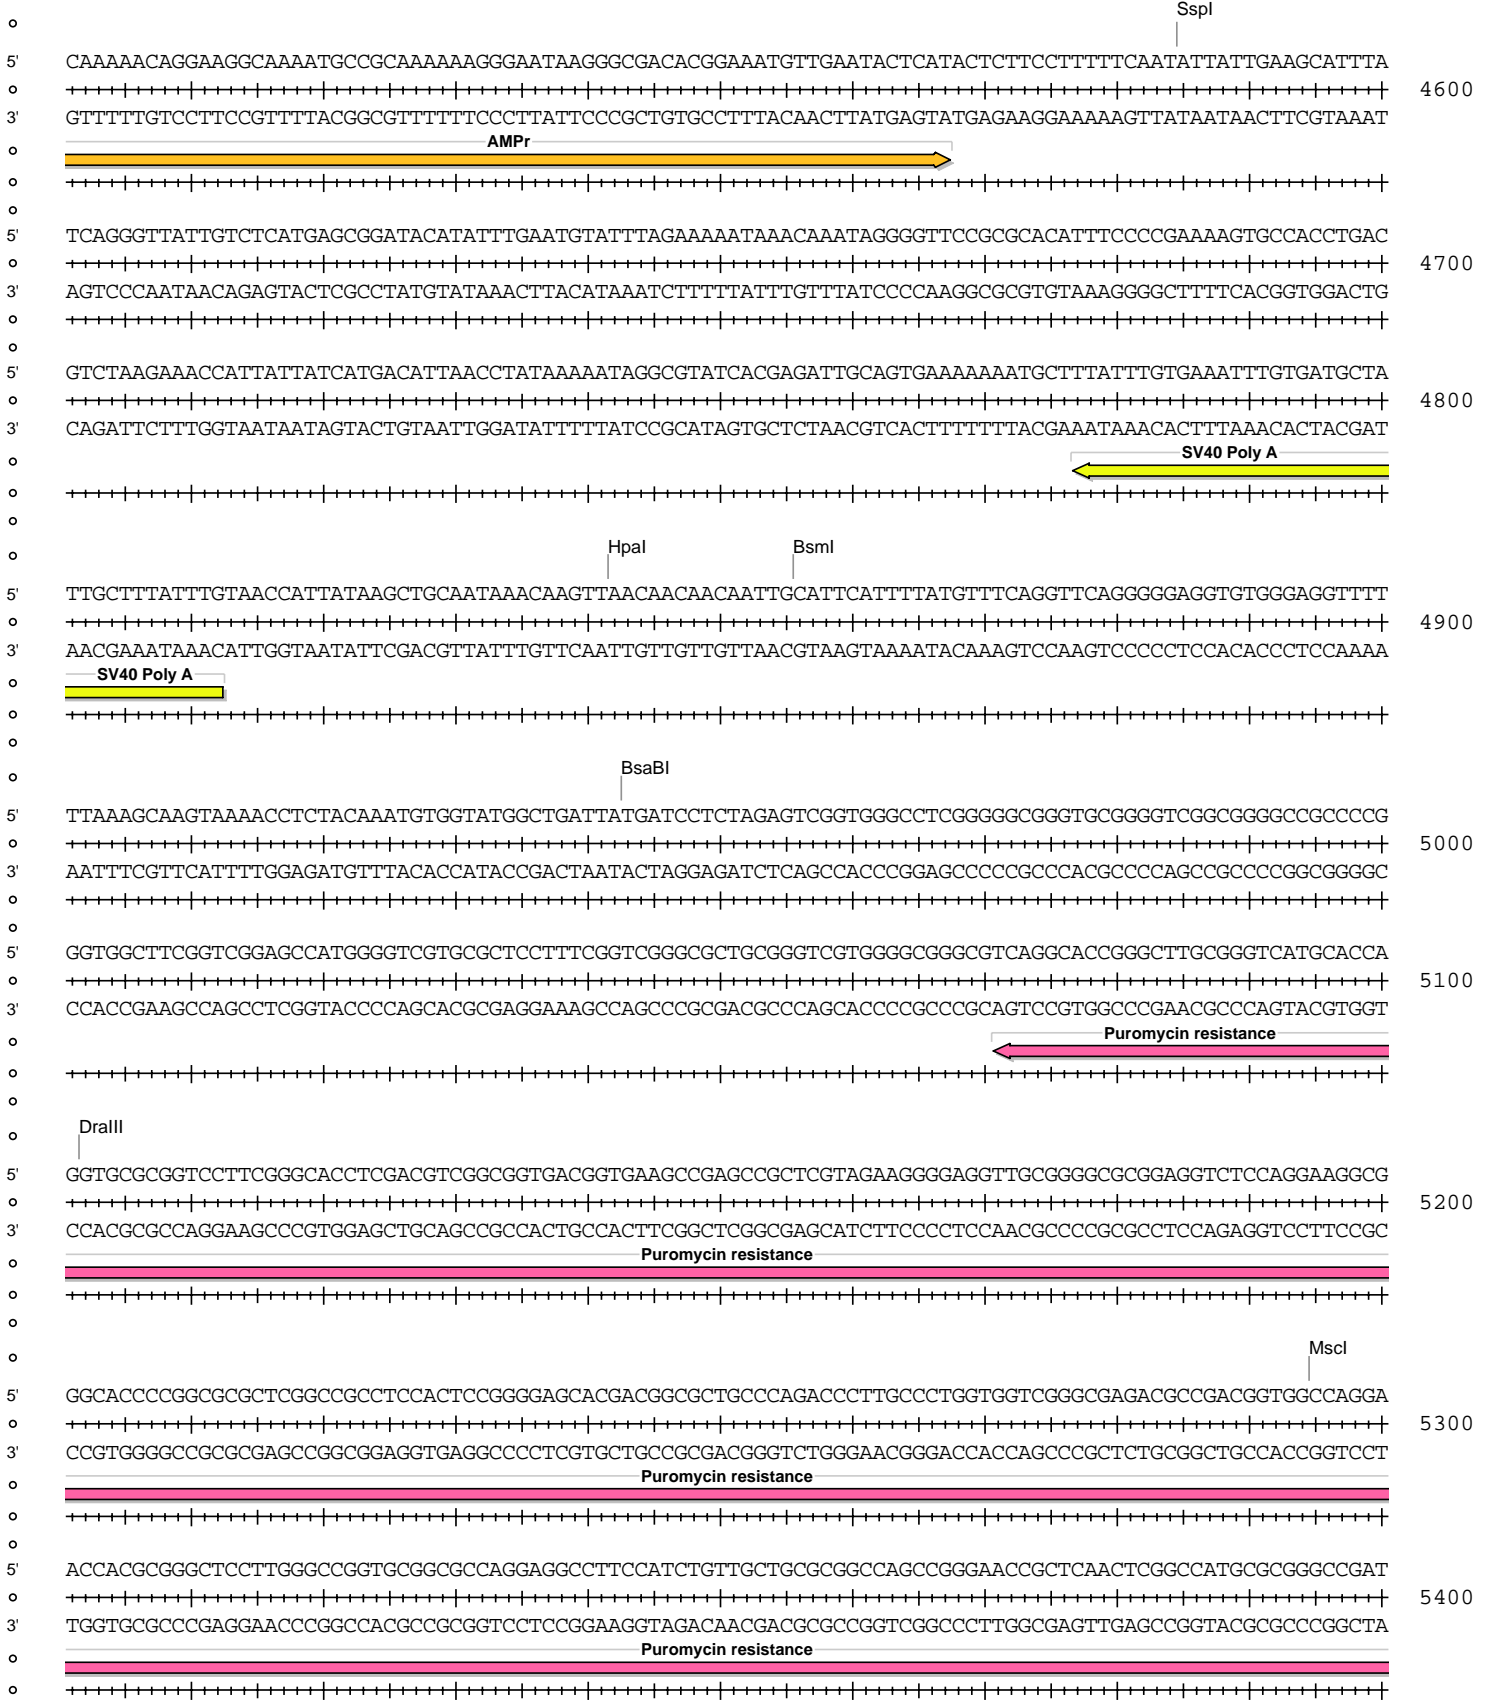 SspI
5' CAAAAACAGGAAGGCAAAATGCCGCAAAAAAGGGAATAAGGGCGACACGGAAATGTTGAATACTCATACTCTTCCTTTTTCAATATTATTGAAGCATTTA
4600
3' GTTTTTGTCCTTCCGTTTTACGGCGTTTTTTCCCTTATTCCCGCTGTGCCTTTACAACTTATGAGTATGAGAAGGAAAAAGTTATAATAACTTCGTAAAT
AMPr
5' TCAGGGTTATTGTCTCATGAGCGGATACATATTTGAATGTATTTAGAAAAATAAACAAATAGGGGTTCCGCGCACATTTCCCCGAAAAGTGCCACCTGAC
4700
3' AGTCCCAATAACAGAGTACTCGCCTATGTATAAACTTACATAAATCTTTTTATTTGTTTATCCCCAAGGCGCGTGTAAAGGGGCTTTTCACGGTGGACTG
5' GTCTAAGAAACCATTATTATCATGACATTAACCTATAAAAATAGGCGTATCACGAGATTGCAGTGAAAAAAATGCTTTATTTGTGAAATTTGTGATGCTA
4800
3' CAGATTCTTTGGTAATAATAGTACTGTAATTGGATATTTTTATCCGCATAGTGCTCTAACGTCACTTTTTTTACGAAATAAACACTTTAAACACTACGAT
SV40 Poly A
HpaI BsmI
5' TTGCTTTATTTGTAACCATTATAAGCTGCAATAAACAAGTTAACAACAACAATTGCATTCATTTTATGTTTCAGGTTCAGGGGGAGGTGTGGGAGGTTTT
4900
3' AACGAAATAAACATTGGTAATATTCGACGTTATTTGTTCAATTGTTGTTGTTAACGTAAGTAAAATACAAAGTCCAAGTCCCCCTCCACACCCTCCAAAA
SV40 Poly A
BsaBI
5' TTAAAGCAAGTAAAACCTCTACAAATGTGGTATGGCTGATTATGATCCTCTAGAGTCGGTGGGCCTCGGGGGCGGGTGCGGGGTCGGCGGGGCCGCCCCG
5000
3' AATTTCGTTCATTTTGGAGATGTTTACACCATACCGACTAATACTAGGAGATCTCAGCCACCCGGAGCCCCCGCCCACGCCCCAGCCGCCCCGGCGGGGC
5' GGTGGCTTCGGTCGGAGCCATGGGGTCGTGCGCTCCTTTCGGTCGGGCGCTGCGGGTCGTGGGGCGGGCGTCAGGCACCGGGCTTGCGGGTCATGCACCA
5100
3' CCACCGAAGCCAGCCTCGGTACCCCAGCACGCGAGGAAAGCCAGCCCGCGACGCCCAGCACCCCGCCCGCAGTCCGTGGCCCGAACGCCCAGTACGTGGT
Puromycin resistance
DraIII
5' GGTGCGCGGTCCTTCGGGCACCTCGACGTCGGCGGTGACGGTGAAGCCGAGCCGCTCGTAGAAGGGGAGGTTGCGGGGCGCGGAGGTCTCCAGGAAGGCG
5200
3' CCACGCGCCAGGAAGCCCGTGGAGCTGCAGCCGCCACTGCCACTTCGGCTCGGCGAGCATCTTCCCCTCCAACGCCCCGCGCCTCCAGAGGTCCTTCCGC
Puromycin resistance
MscI
5' GGCACCCCGGCGCGCTCGGCCGCCTCCACTCCGGGGAGCACGACGGCGCTGCCCAGACCCTTGCCCTGGTGGTCGGGCGAGACGCCGACGGTGGCCAGGA
5300
3' CCGTGGGGCCGCGCGAGCCGGCGGAGGTGAGGCCCCTCGTGCTGCCGCGACGGGTCTGGGAACGGGACCACCAGCCCGCTCTGCGGCTGCCACCGGTCCT
Puromycin resistance
5' ACCACGCGGGCTCCTTGGGCCGGTGCGGCGCCAGGAGGCCTTCCATCTGTTGCTGCGCGGCCAGCCGGGAACCGCTCAACTCGGCCATGCGCGGGCCGAT
5400
3' TGGTGCGCCCGAGGAACCCGGCCACGCCGCGGTCCTCCGGAAGGTAGACAACGACGCGCCGGTCGGCCCTTGGCGAGTTGAGCCGGTACGCGCCCGGCTA
Puromycin resistance